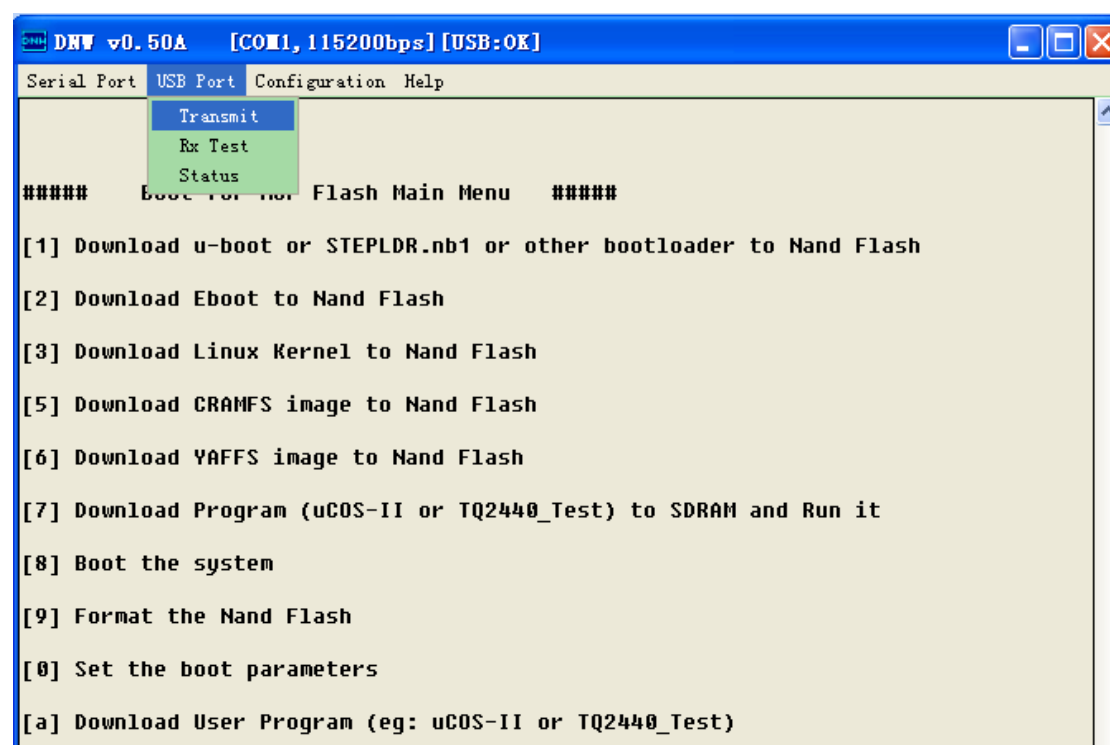 DNW v0.50A [COM1,115200bps][USB:OK]
Serial Port USB Port Configuration Help
Transmit
Rx Test
Status
##### Boot for Nor Flash Main Menu #####
[1] Download u-boot or STEPLDR.nb1 or other bootloader to Nand Flash
[2] Download Eboot to Nand Flash
[3] Download Linux Kernel to Nand Flash
[5] Download CRAMFS image to Nand Flash
[6] Download YAFFS image to Nand Flash
[7] Download Program (uCOS-II or TQ2440_Test) to SDRAM and Run it
[8] Boot the system
[9] Format the Nand Flash
[0] Set the boot parameters
[a] Download User Program (eg: uCOS-II or TQ2440_Test)